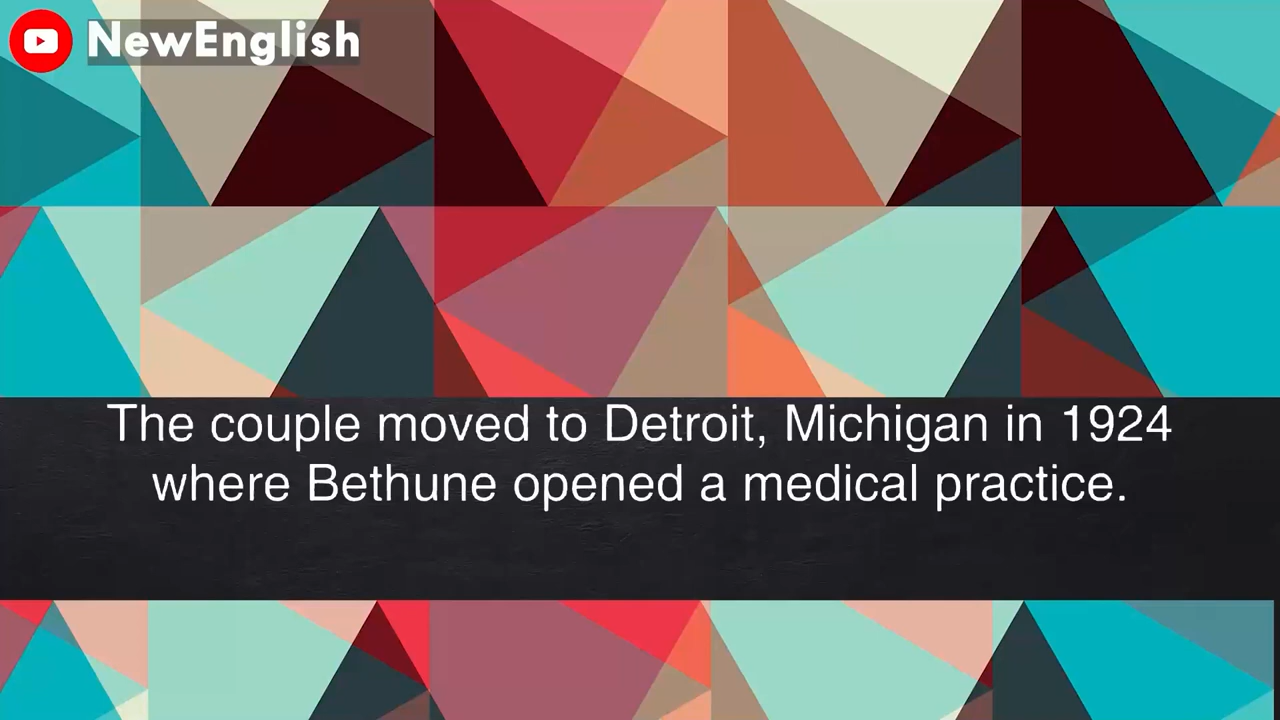 NewEnglish
The couple moved to Detroit, Michigan in 1924
where Bethune opened a medical practice.